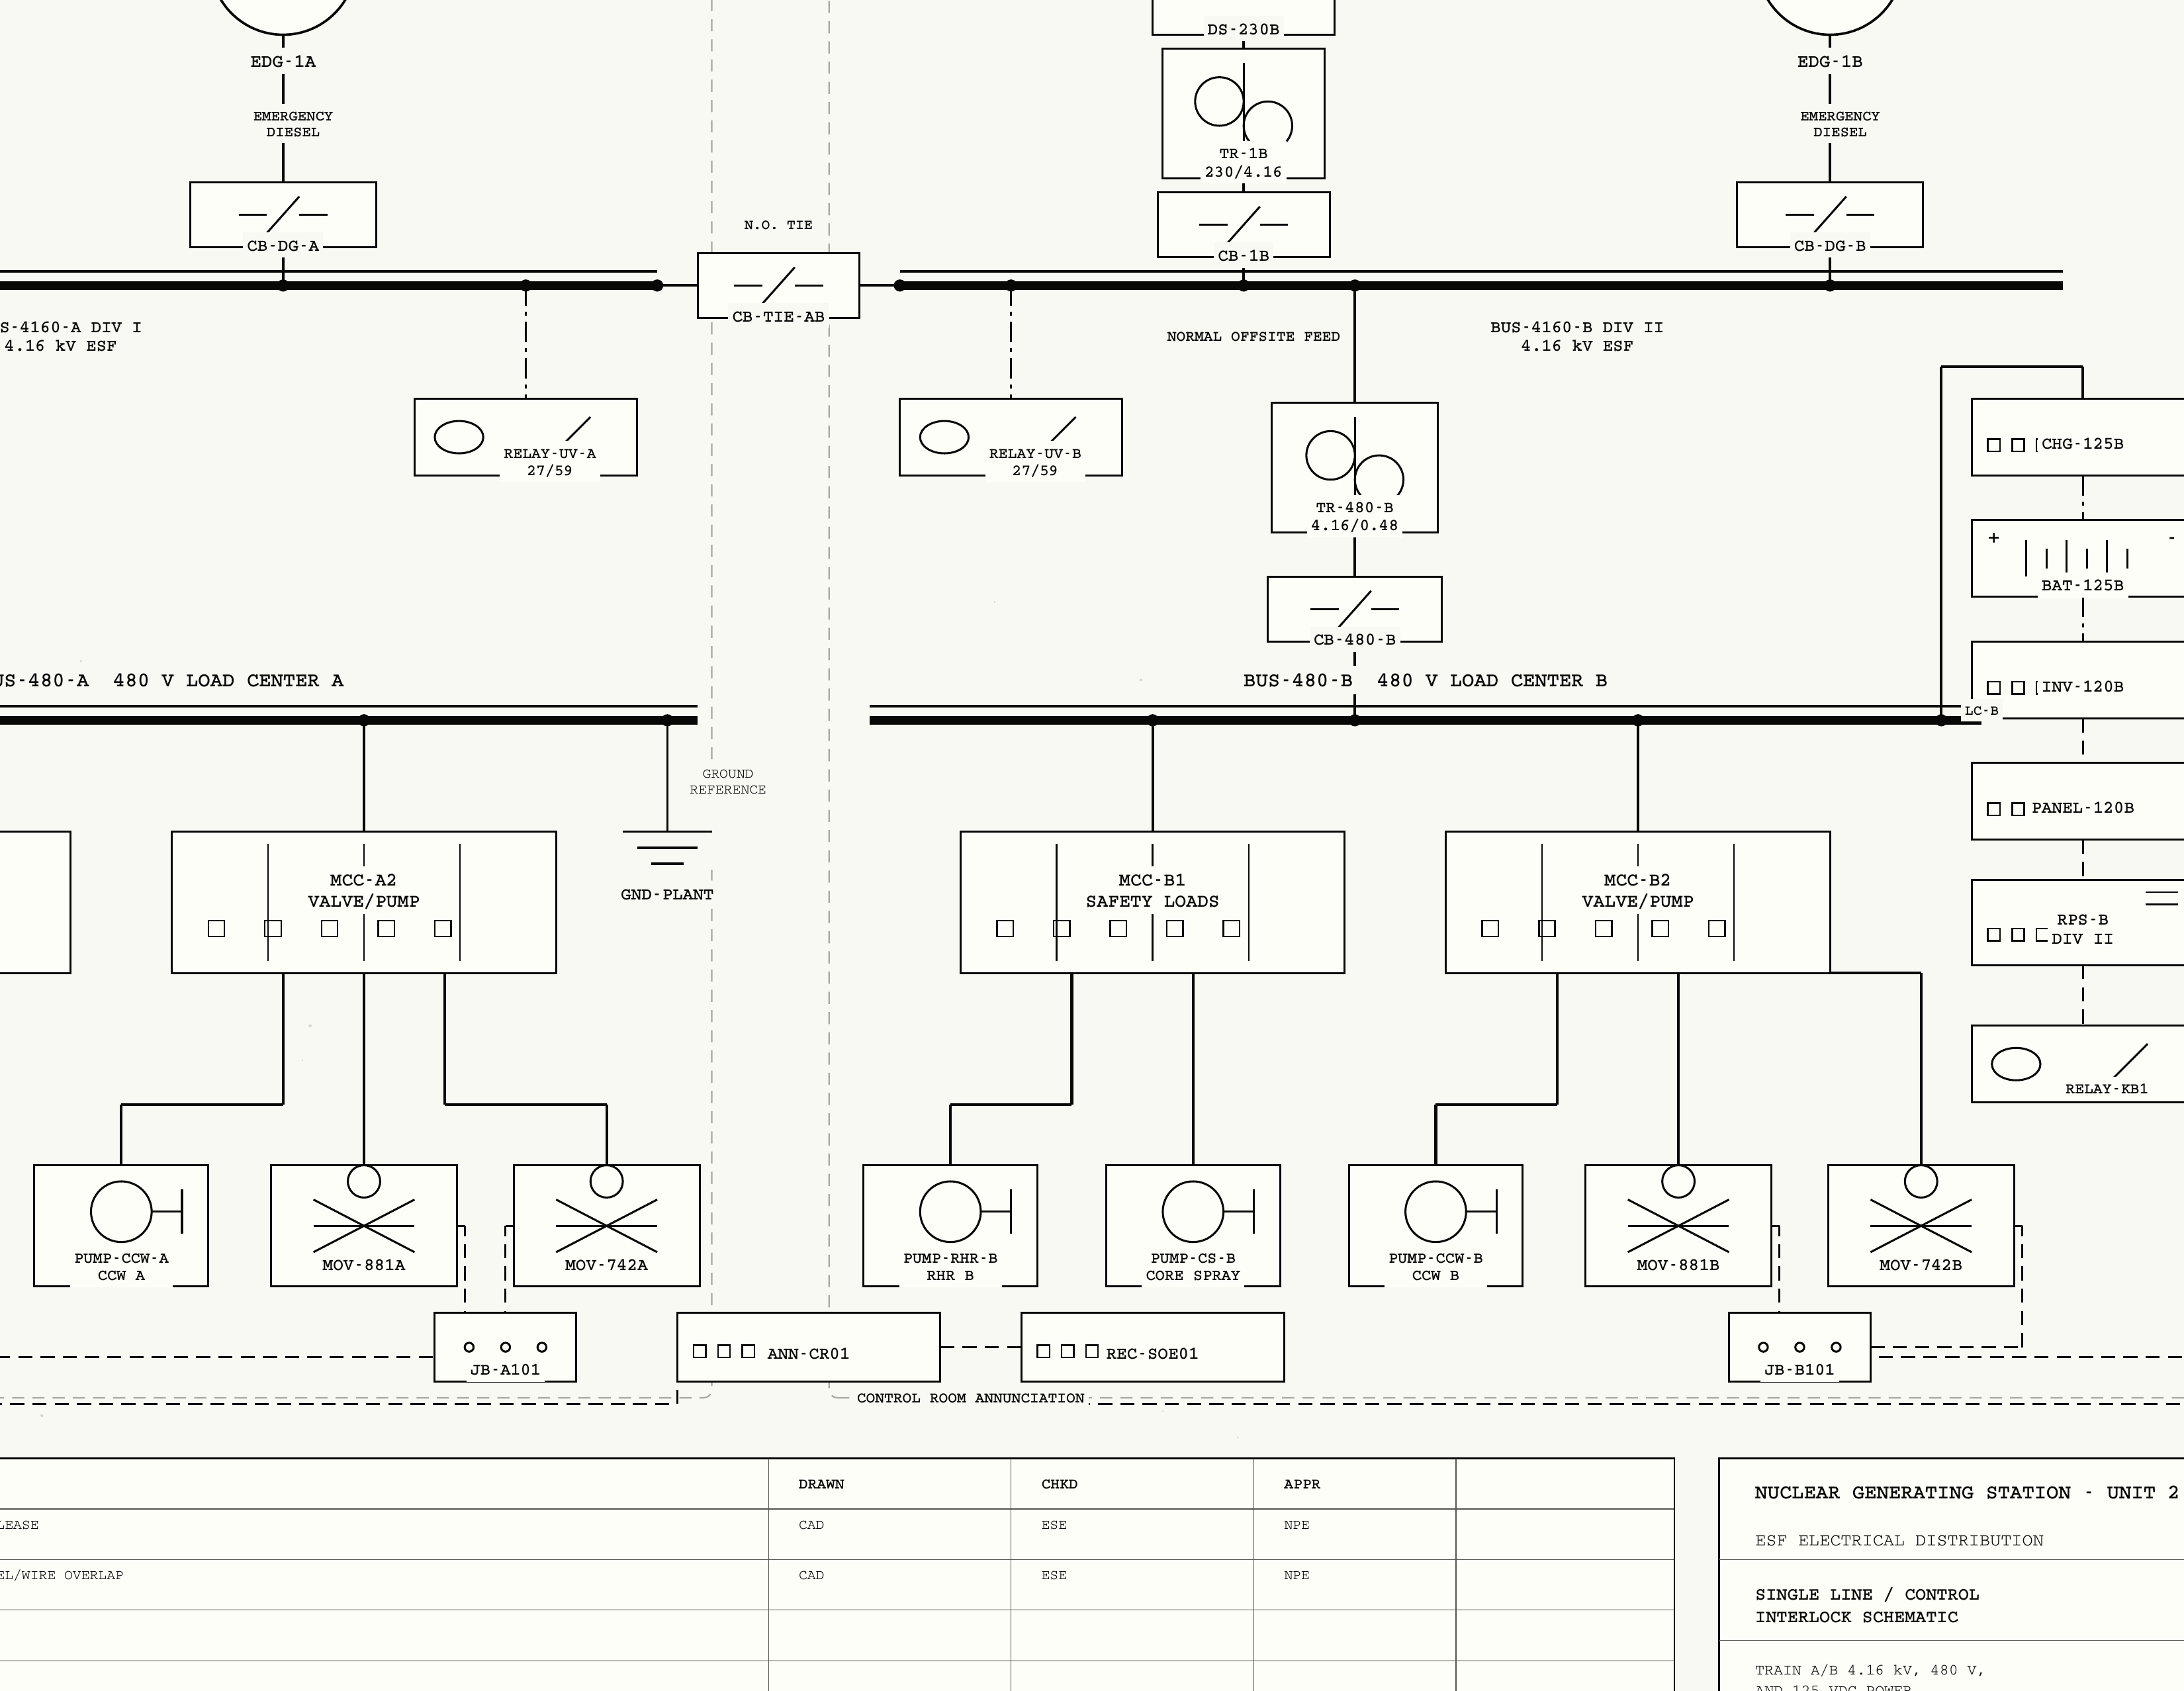 DS-230B
EDG-1A
EDG-1B
EMERGENCY
DIESEL
TR-1B
230/4.16
EMERGENCY
DIESEL
CB-DG-A
N.O. TIE
CB-1B
CB-DG-B
CB-TIE-AB
S-4160-A DIV I
4.16 kV ESF
NORMAL OFFSITE FEED
BUS-4160-B DIV II
4.16 kV ESF
RELAY-UV-A
27/59
RELAY-UV-B
27/59
CHG-125B
TR-480-B
4.16/0.48
+ -
BAT-125B
CB-480-B
US-480-A 480 V LOAD CENTER A
BUS-480-B 480 V LOAD CENTER B
INV-120B
LC-B
GROUND
REFERENCE
PANEL-120B
MCC-A2
VALVE/PUMP
GND-PLANT
MCC-B1
SAFETY LOADS
MCC-B2
VALVE/PUMP
RPS-B
DIV II
RELAY-KB1
PUMP-CCW-A
CCW A
MOV-881A
MOV-742A
PUMP-RHR-B
RHR B
PUMP-CS-B
CORE SPRAY
PUMP-CCW-B
CCW B
MOV-881B
MOV-742B
JB-A101
ANN-CR01
REC-SOE01
JB-B101
CONTROL ROOM ANNUNCIATION
DRAWN CHKD APPR
LEASE CAD ESE NPE
EL/WIRE OVERLAP CAD ESE NPE
NUCLEAR GENERATING STATION - UNIT 2
ESF ELECTRICAL DISTRIBUTION
SINGLE LINE / CONTROL
INTERLOCK SCHEMATIC
TRAIN A/B 4.16 kV, 480 V,
AND 125 VDC POWER